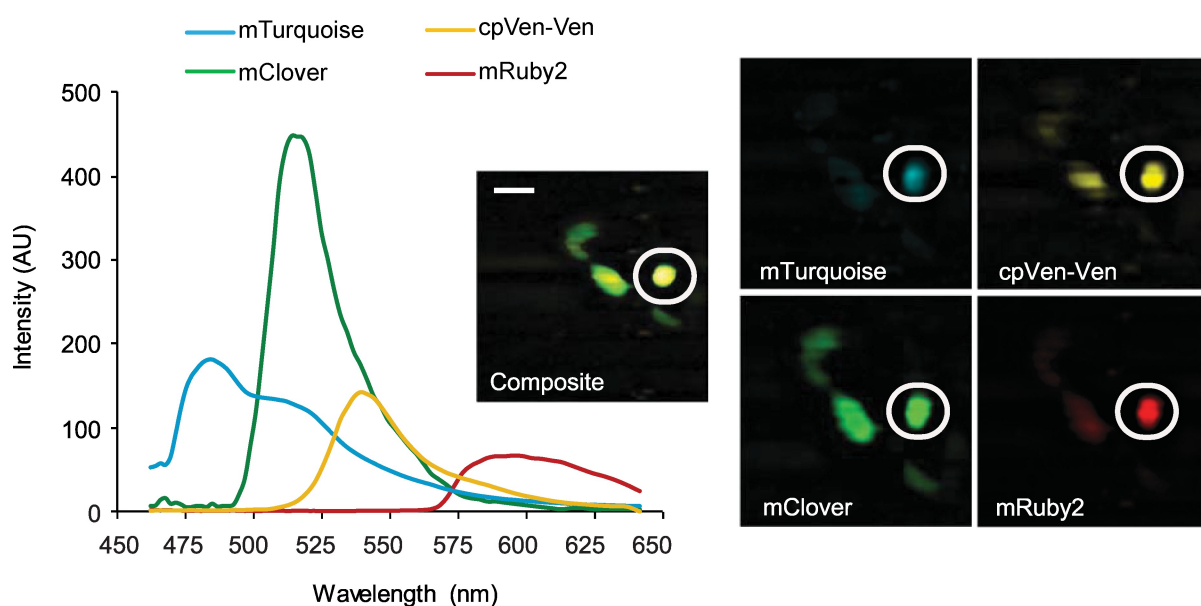 mTurquoise
cpVen-Ven
mClover
mRuby2
500
400
300
200
100
0
450 475 500 525 550 575 600 625 650
Intensity (AU)
Wavelength (nm)
Composite
mTurquoise
cpVen-Ven
mClover
mRuby2